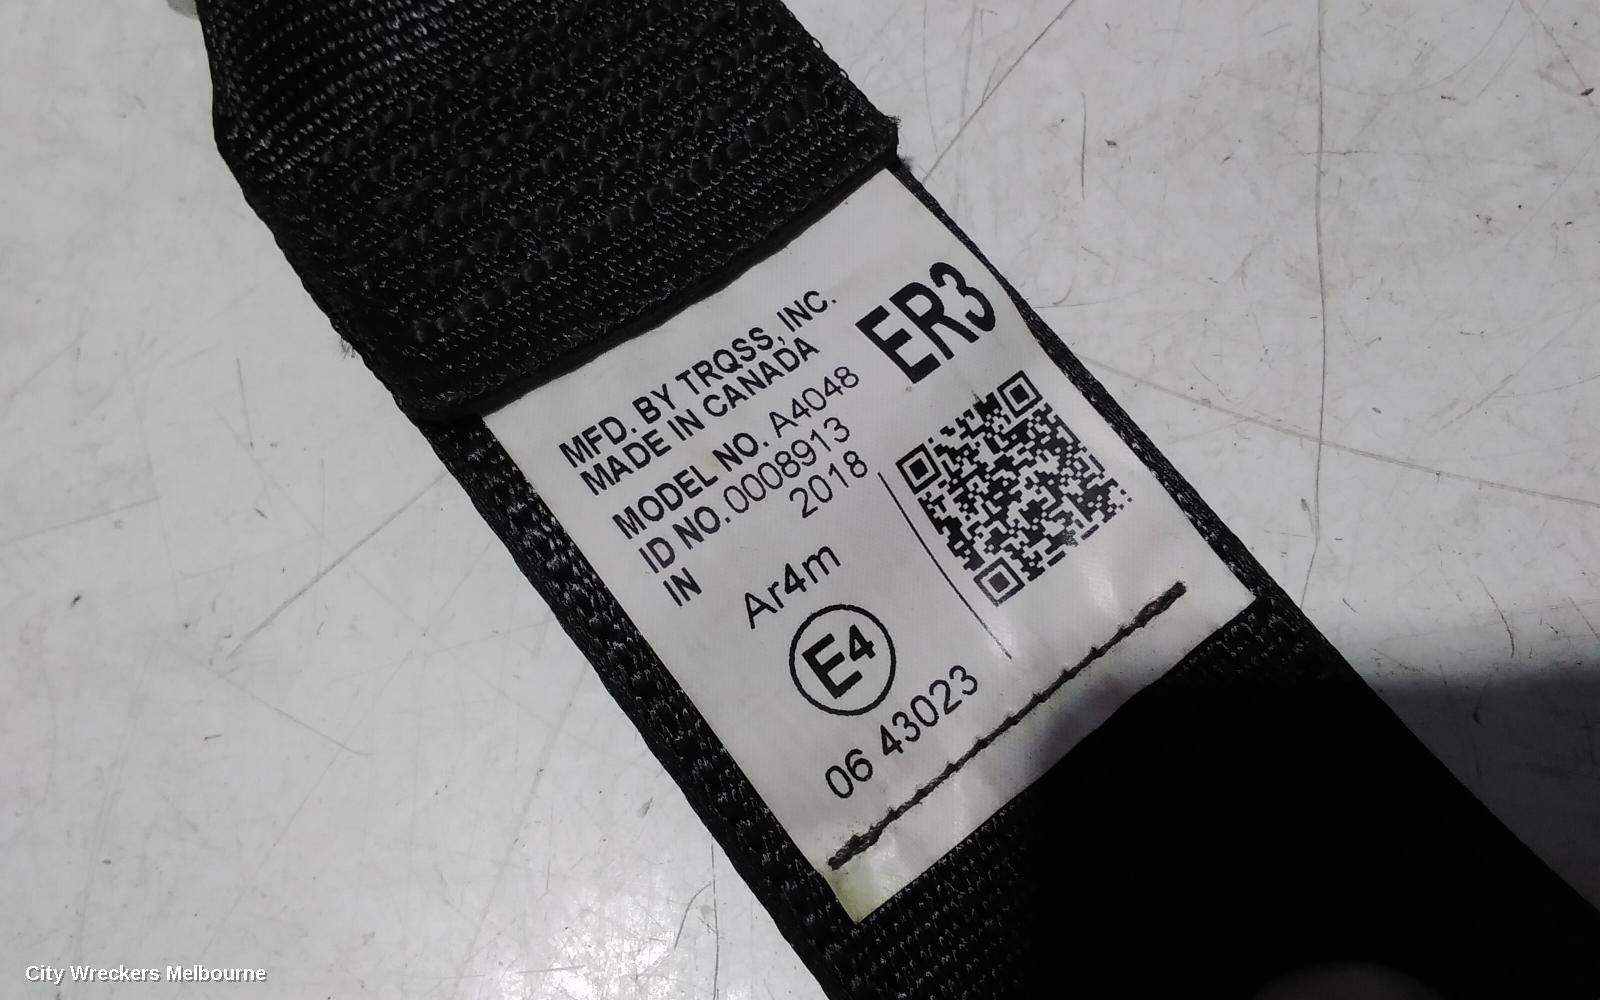 MFD. BY TRQSS, INC.
MADE IN CANADA
MODEL NO. A4048
ID NO. 0008913
IN 2018
ER3
Ar4m
E4
06 43023
City Wreckers Melbourne